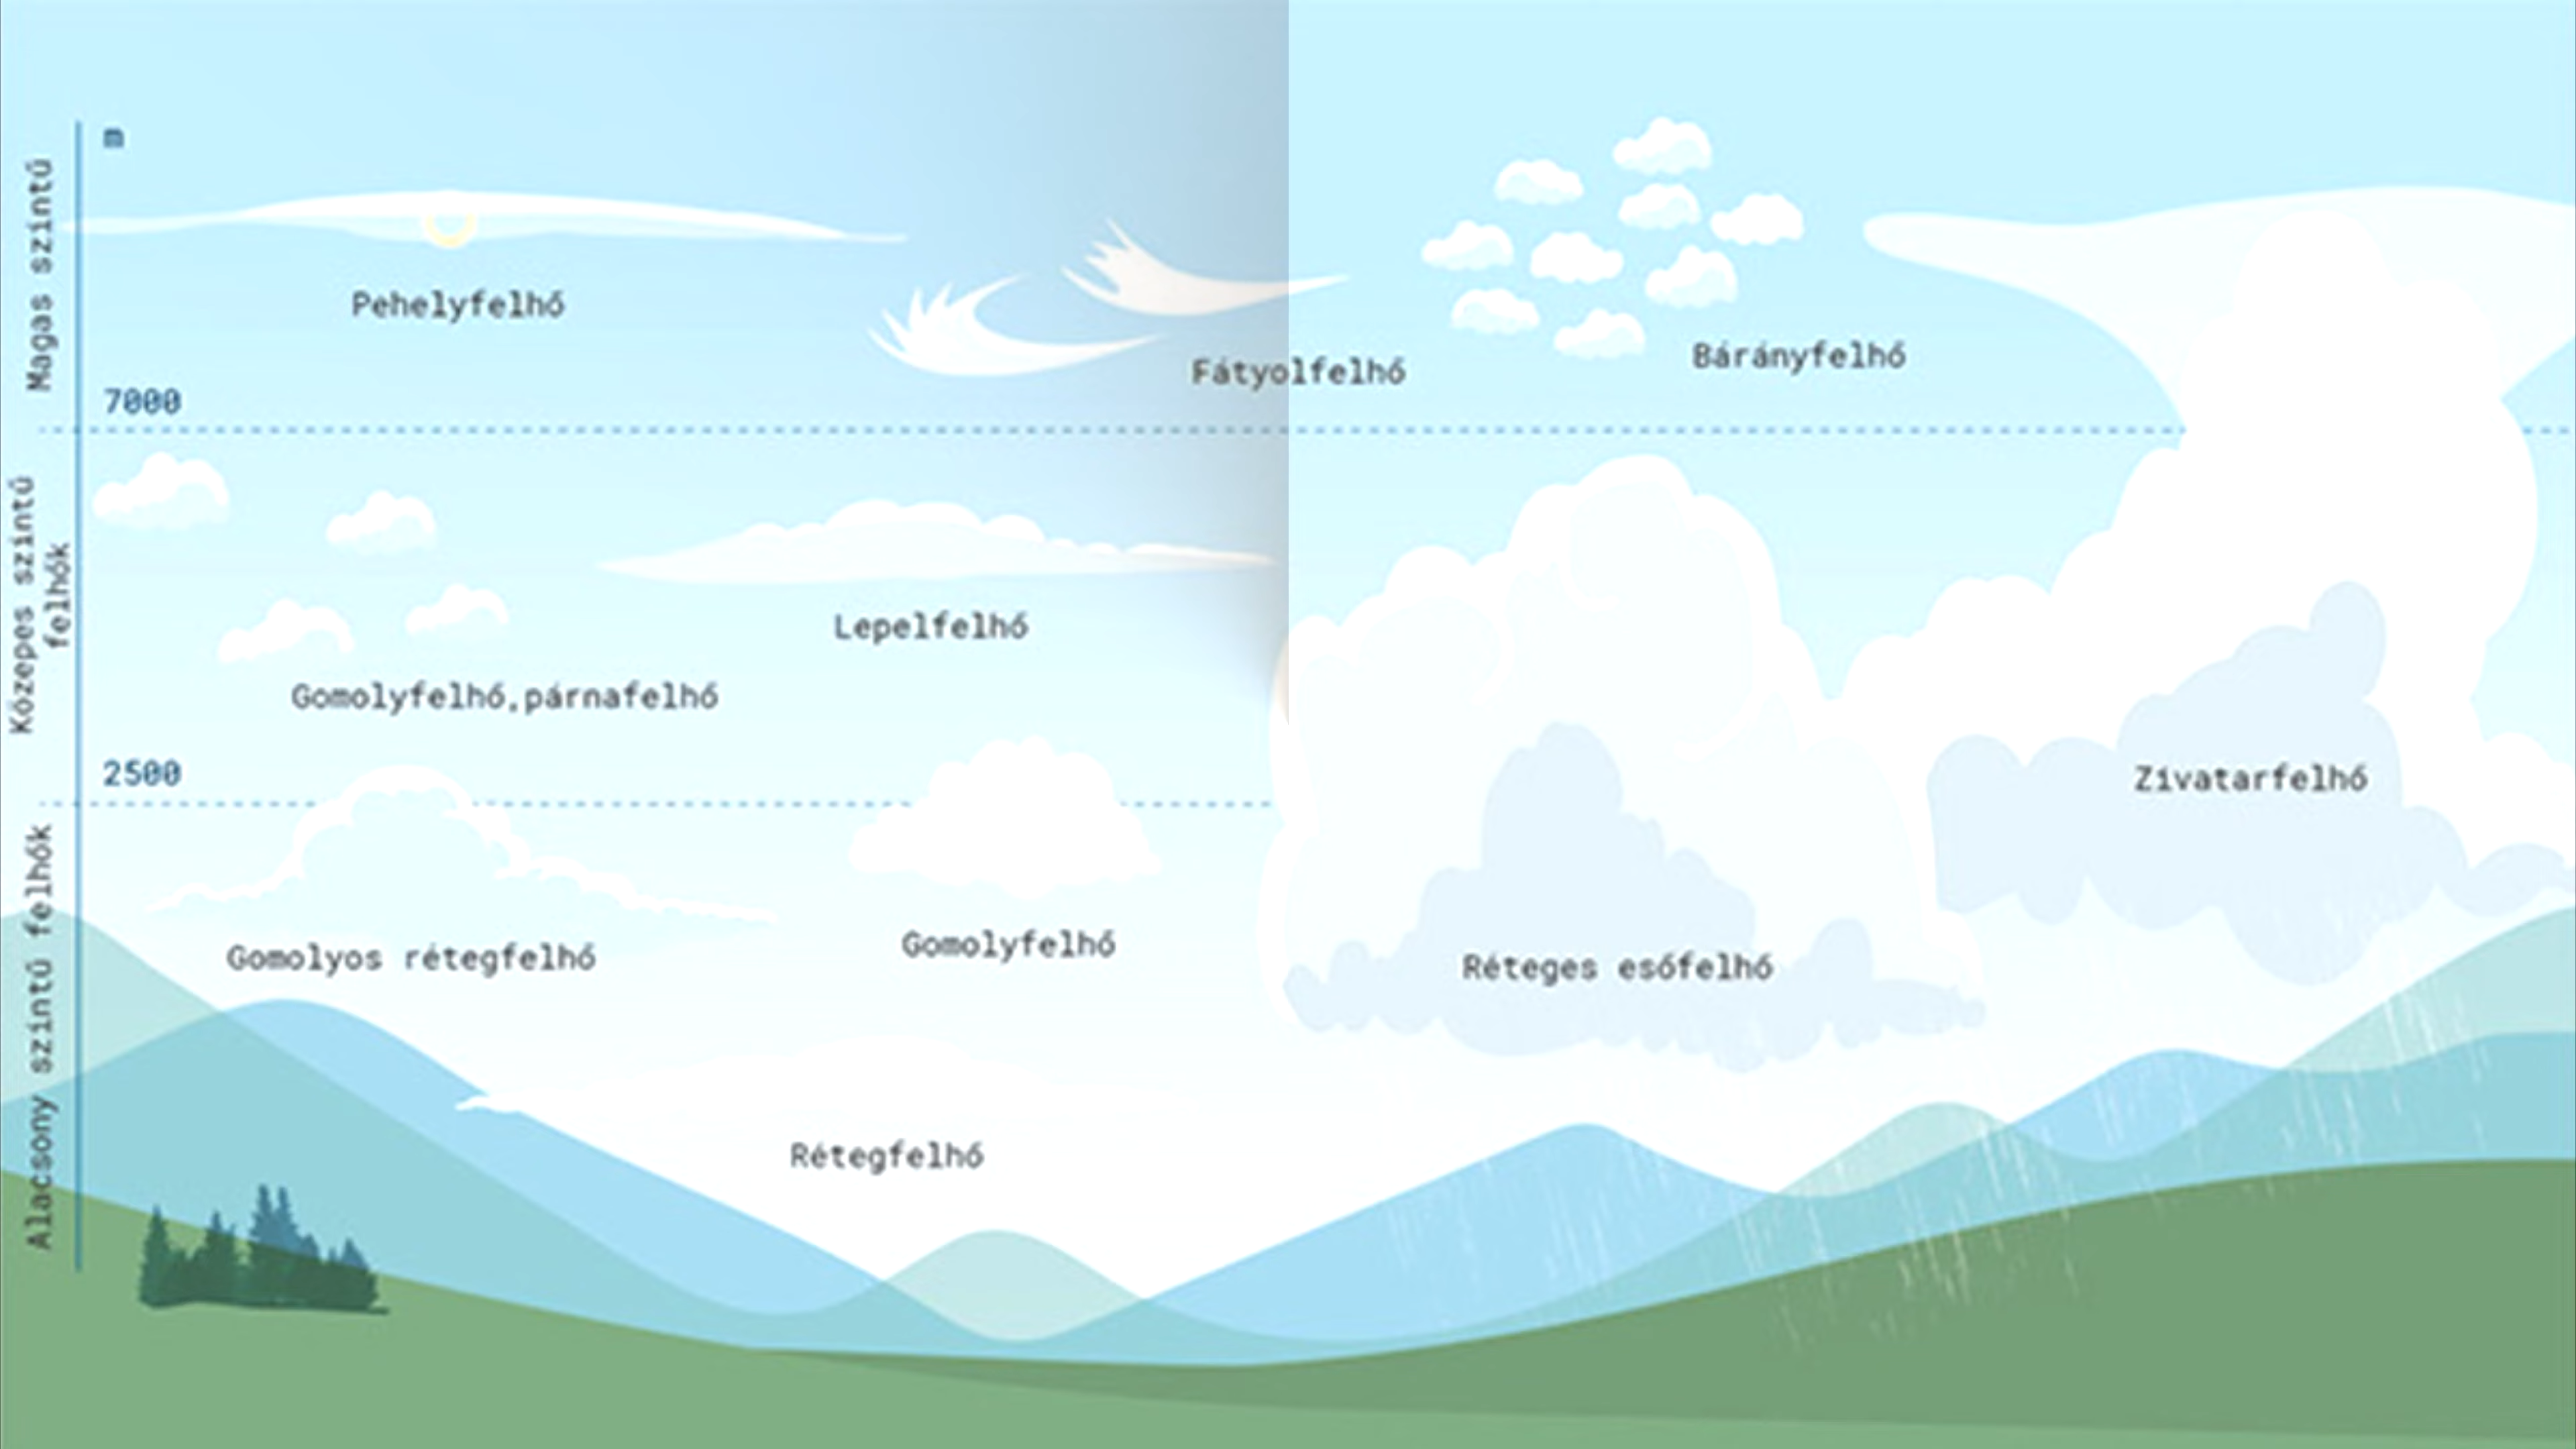 m
Magas szintű
Pehelyfelhő
Fátyolfelhő
Bárányfelhő
7000
Közepes szintű
felhők
Lepelfelhő
Gomolyfelhő,párnafelhő
2500
Zivatarfelhő
Alacsony szintű felhők
Gomolyos rétegfelhő
Gomolyfelhő
Réteges esőfelhő
Rétegfelhő